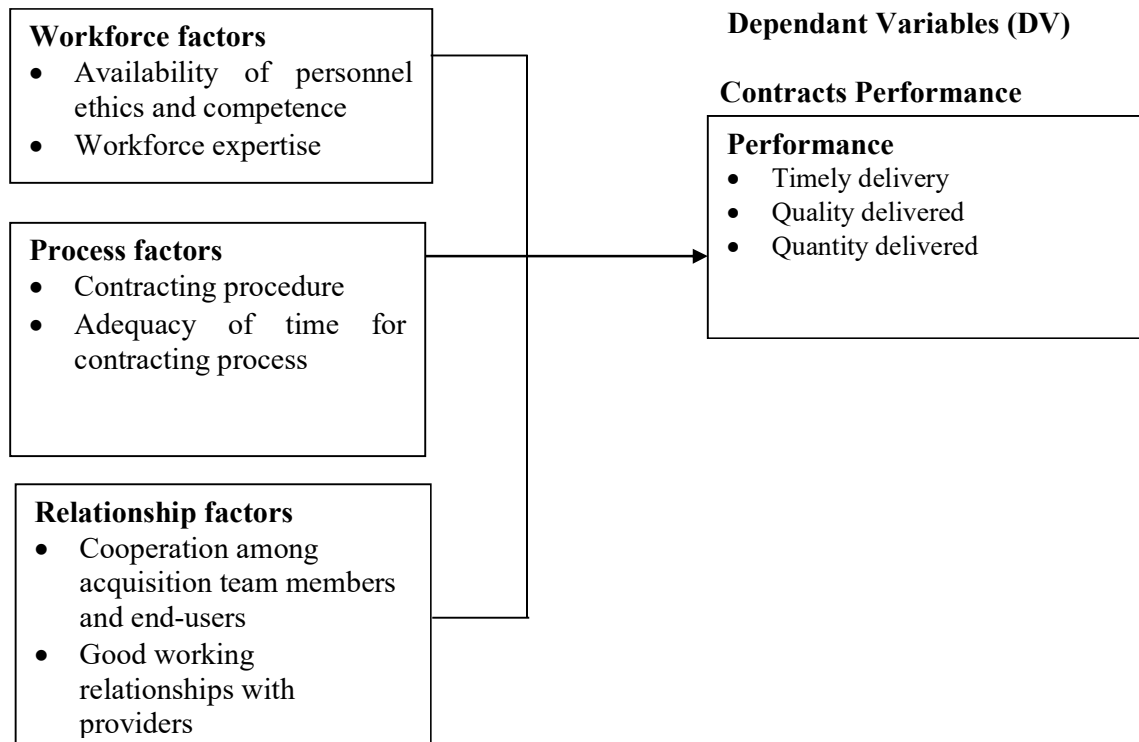 Workforce factors
• Availability of personnel
ethics and competence
• Workforce expertise
Process factors
• Contracting procedure
• Adequacy of time for
contracting process
Relationship factors
• Cooperation among
acquisition team members
and end-users
• Good working
relationships with
providers
Dependant Variables (DV)
Contracts Performance
Performance
• Timely delivery
• Quality delivered
• Quantity delivered